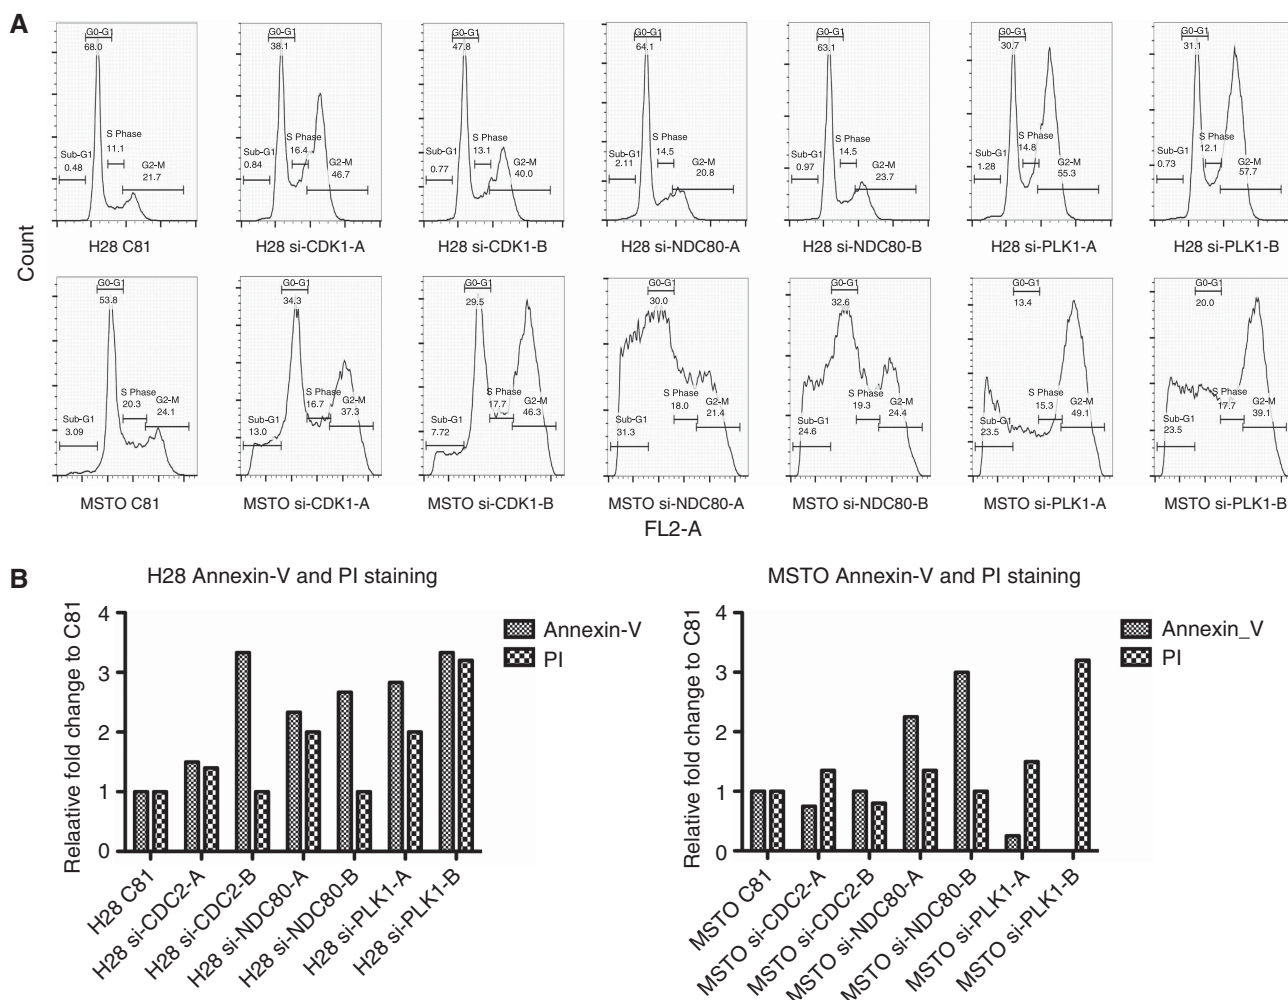 A
G0-G1
68.0
S Phase
11.1
Sub-G1
0.48
G2-M
21.7
H28 C81
G0-G1
38.1
S Phase
16.4
Sub-G1
0.84
G2-M
46.7
H28 si-CDK1-A
G0-G1
47.8
S Phase
13.1
Sub-G1
0.77
G2-M
40.0
H28 si-CDK1-B
G0-G1
64.1
S Phase
14.5
Sub-G1
2.11
G2-M
20.8
H28 si-NDC80-A
G0-G1
63.1
S Phase
14.5
Sub-G1
0.97
G2-M
23.7
H28 si-NDC80-B
G0-G1
30.7
S Phase
14.8
Sub-G1
1.28
G2-M
55.3
H28 si-PLK1-A
G0-G1
31.1
S Phase
12.1
Sub-G1
0.73
G2-M
57.7
H28 si-PLK1-B
Count
G0-G1
53.8
S Phase
20.3
Sub-G1
3.09
G2-M
24.1
MSTO C81
G0-G1
34.3
S Phase
16.7
Sub-G1
13.0
G2-M
37.3
MSTO si-CDK1-A
G0-G1
29.5
S Phase
17.7
Sub-G1
7.72
G2-M
46.3
MSTO si-CDK1-B
G0-G1
30.0
S Phase
18.0
Sub-G1
31.3
G2-M
21.4
MSTO si-NDC80-A
G0-G1
32.6
S Phase
19.3
Sub-G1
24.6
G2-M
24.4
MSTO si-NDC80-B
G0-G1
13.4
S Phase
15.3
Sub-G1
23.5
G2-M
49.1
MSTO si-PLK1-A
G0-G1
20.0
S Phase
17.7
Sub-G1
23.5
G2-M
39.1
MSTO si-PLK1-B
FL2-A
B
H28 Annexin-V and PI staining
Relaative fold change to C81
4
3
2
1
0
Annexin-V
PI
H28 C81
H28 si-CDC2-A
H28 si-CDC2-B
H28 si-NDC80-A
H28 si-NDC80-B
H28 si-PLK1-A
H28 si-PLK1-B
MSTO Annexin-V and PI staining
Relative fold change to C81
4
3
2
1
0
Annexin_V
PI
MSTO C81
MSTO si-CDC2-A
MSTO si-CDC2-B
MSTO si-NDC80-A
MSTO si-NDC80-B
MSTO si-PLK1-A
MSTO si-PLK1-B